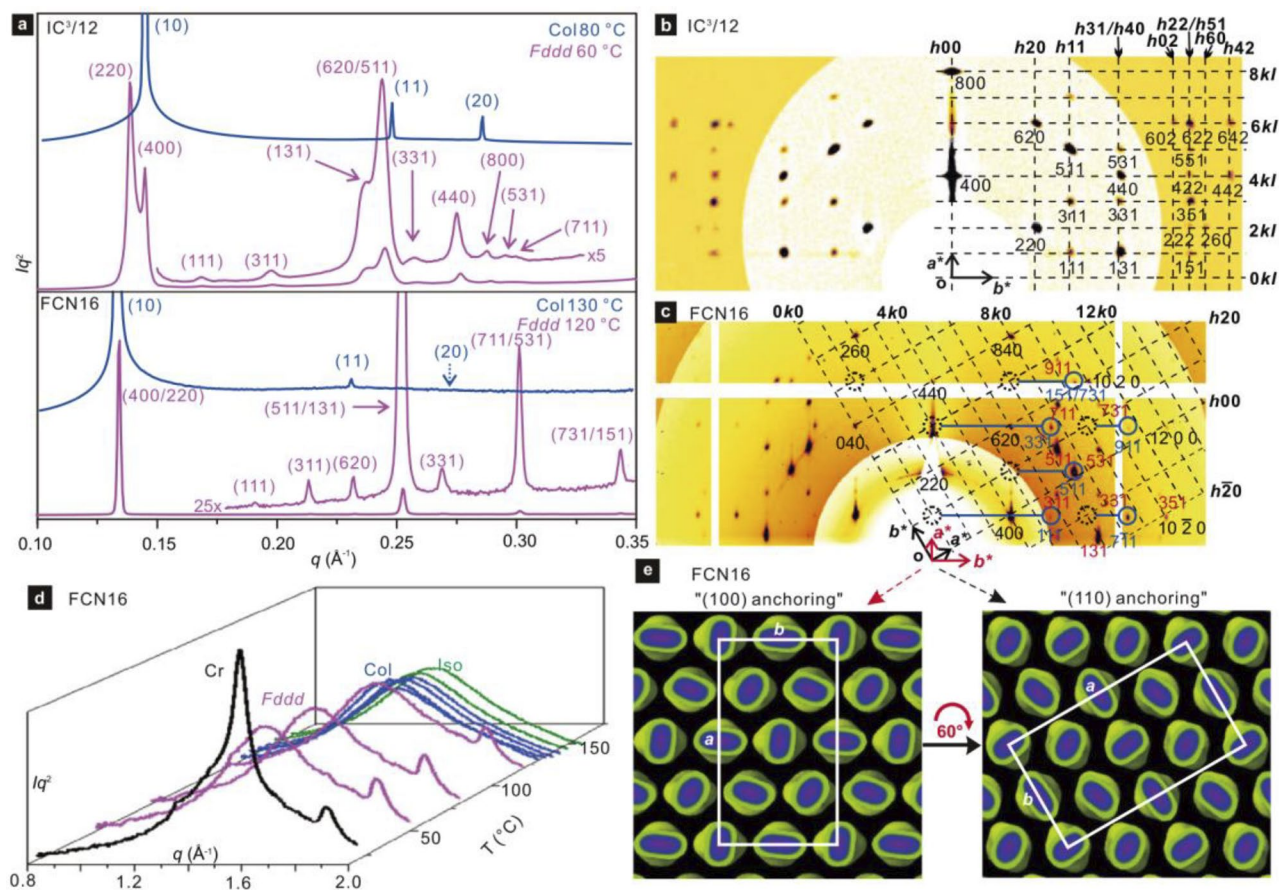 a IC³/12
Col 80 °C
Fddd 60 °C
(10)
(220)
(400)
(111)
(311)
(131)
(620/511)
(11)
(331)
(440)
(20)
(800)
(531)
(711)
x5
Iq²
FCN16
Col 130 °C
Fddd 120 °C
(10)
(400/220)
(11)
(20)
(511/131)
(711/531)
(731/151)
(111)
(311)
(620)
(331)
25x
0.10 0.15 0.20 0.25 0.30 0.35
q (Å⁻¹)
b IC³/12
h00 h20 h11 h31/h40 h02 h22/h51 h60 h42
8kl
6kl
4kl
2kl
0kl
800
620 602 622 642
511 531 551
400 440 422 442
311 331 351
220 222 260
111 131 151
a*
o b*
c FCN16
0k0 4k0 8k0 12k0
h20
h00
h2̄0
260 840 911 10 2 0
151/731
440 711 731
040 331 620 911 12 0 0
511 531
220 511
400 311 331 351
111 711 10 2̄ 0
131
b* a* a*
o b*
d FCN16
Cr
Fddd
Col
Iso
Iq²
0.8 1.2 1.6 2.0
q (Å⁻¹)
50
100
150
T (°C)
e FCN16
"(100) anchoring"
"(110) anchoring"
b
a
60°
a
b